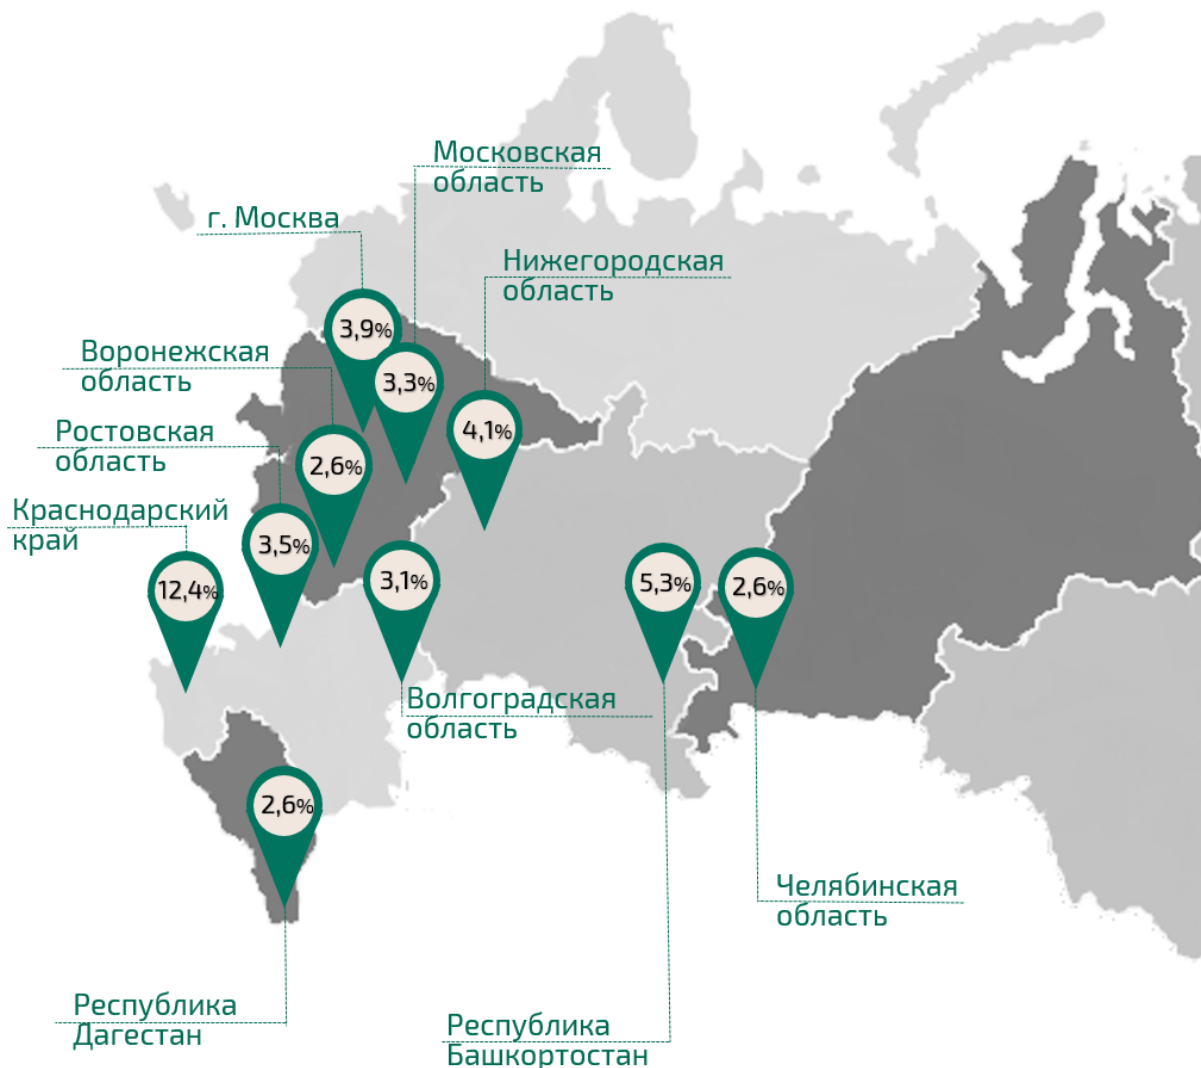 Московская
область
г. Москва
Нижегородская
область
3,9%
Воронежская
область
3,3%
4,1%
Ростовская
область
2,6%
Краснодарский
край
3,5%
12,4%
3,1%
5,3%
2,6%
Волгоградская
область
2,6%
Челябинская
область
Республика
Дагестан
Республика
Башкортостан